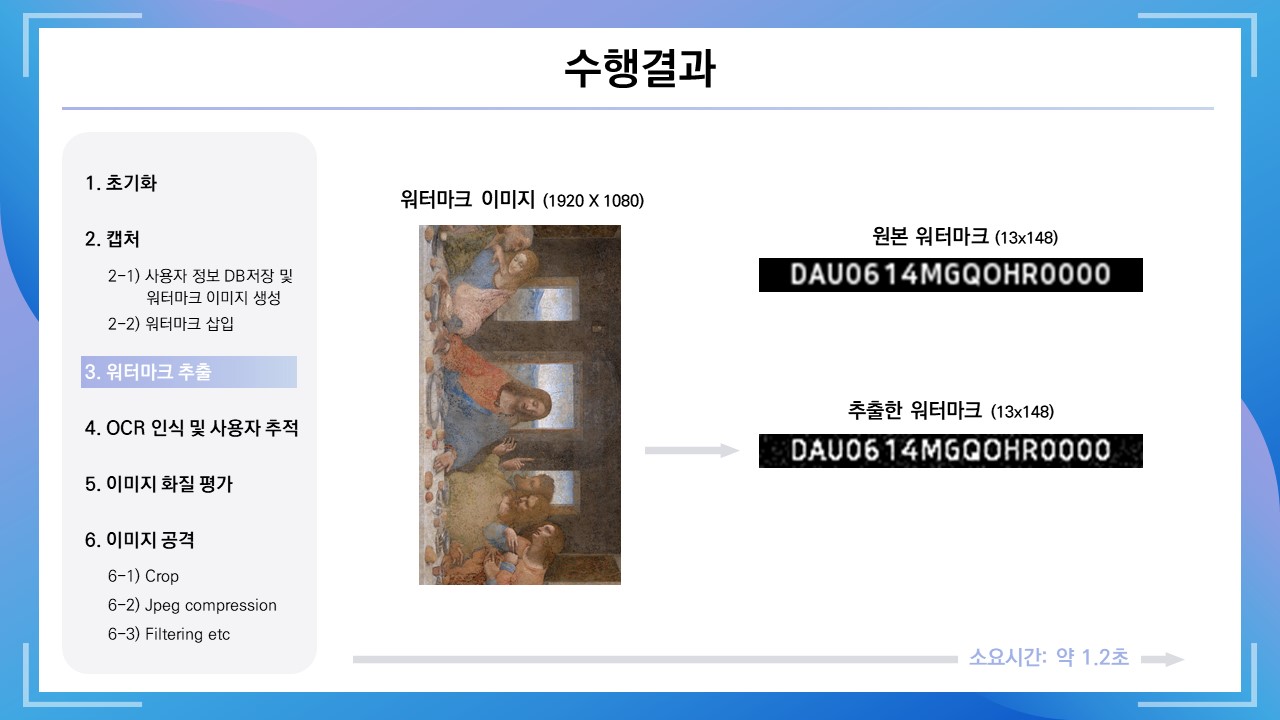 수행결과
1. 초기화
2. 캡처
2-1) 사용자 정보 DB저장 및
워터마크 이미지 생성
2-2) 워터마크 삽입
3. 워터마크 추출
4. OCR 인식 및 사용자 추적
5. 이미지 화질 평가
6. 이미지 공격
6-1) Crop
6-2) Jpeg compression
6-3) Filtering etc
워터마크 이미지 (1920 X 1080)
원본 워터마크 (13x148)
DAU0614MGQOHR0000
추출한 워터마크 (13x148)
DAU0614MGQOHR0000
소요시간: 약 1.2초